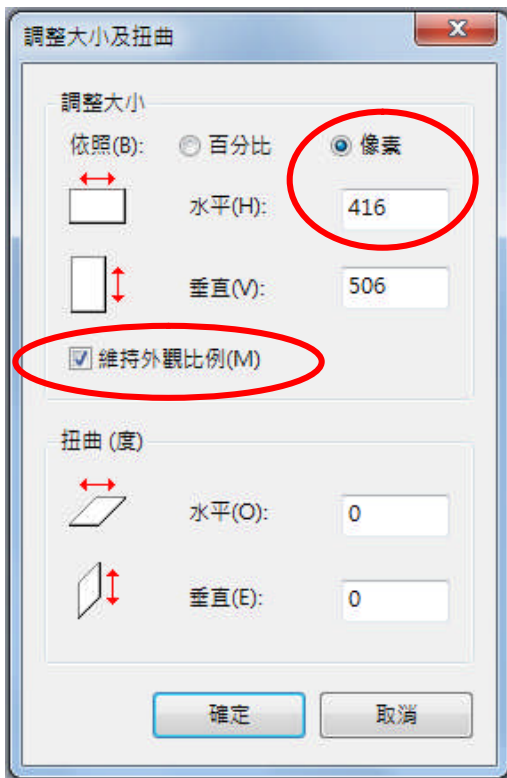 調整大小及扭曲
調整大小
依照(B): 百分比 像素
水平(H): 416
垂直(V): 506
維持外觀比例(M)
扭曲 (度)
水平(O): 0
垂直(E): 0
確定 取消